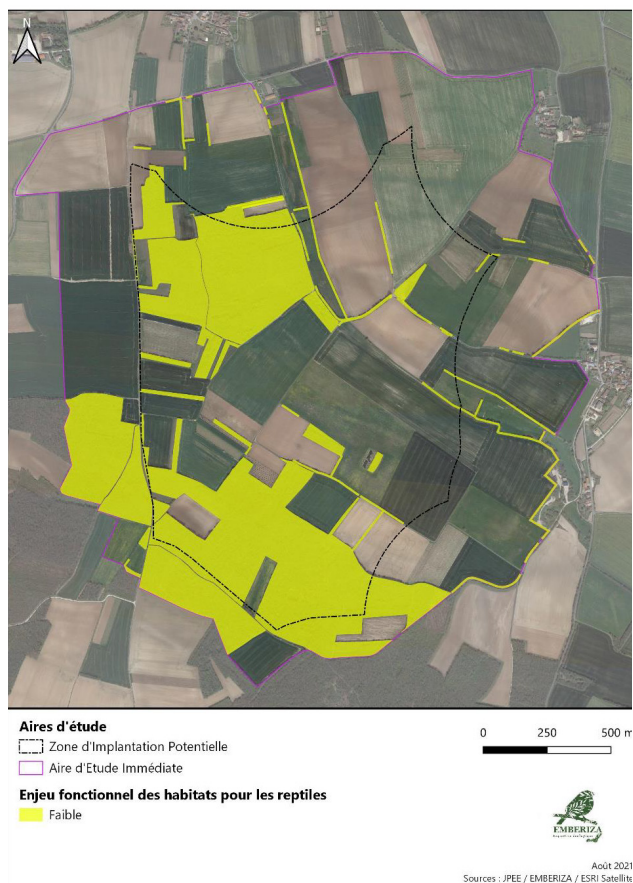 N
Aires d'étude
Zone d'Implantation Potentielle
Aire d'Etude Immédiate
Enjeu fonctionnel des habitats pour les reptiles
Faible
0 250 500 m
EMBERIZA
Août 2021
Sources : JPEE / EMBERIZA / ESRI Satellite